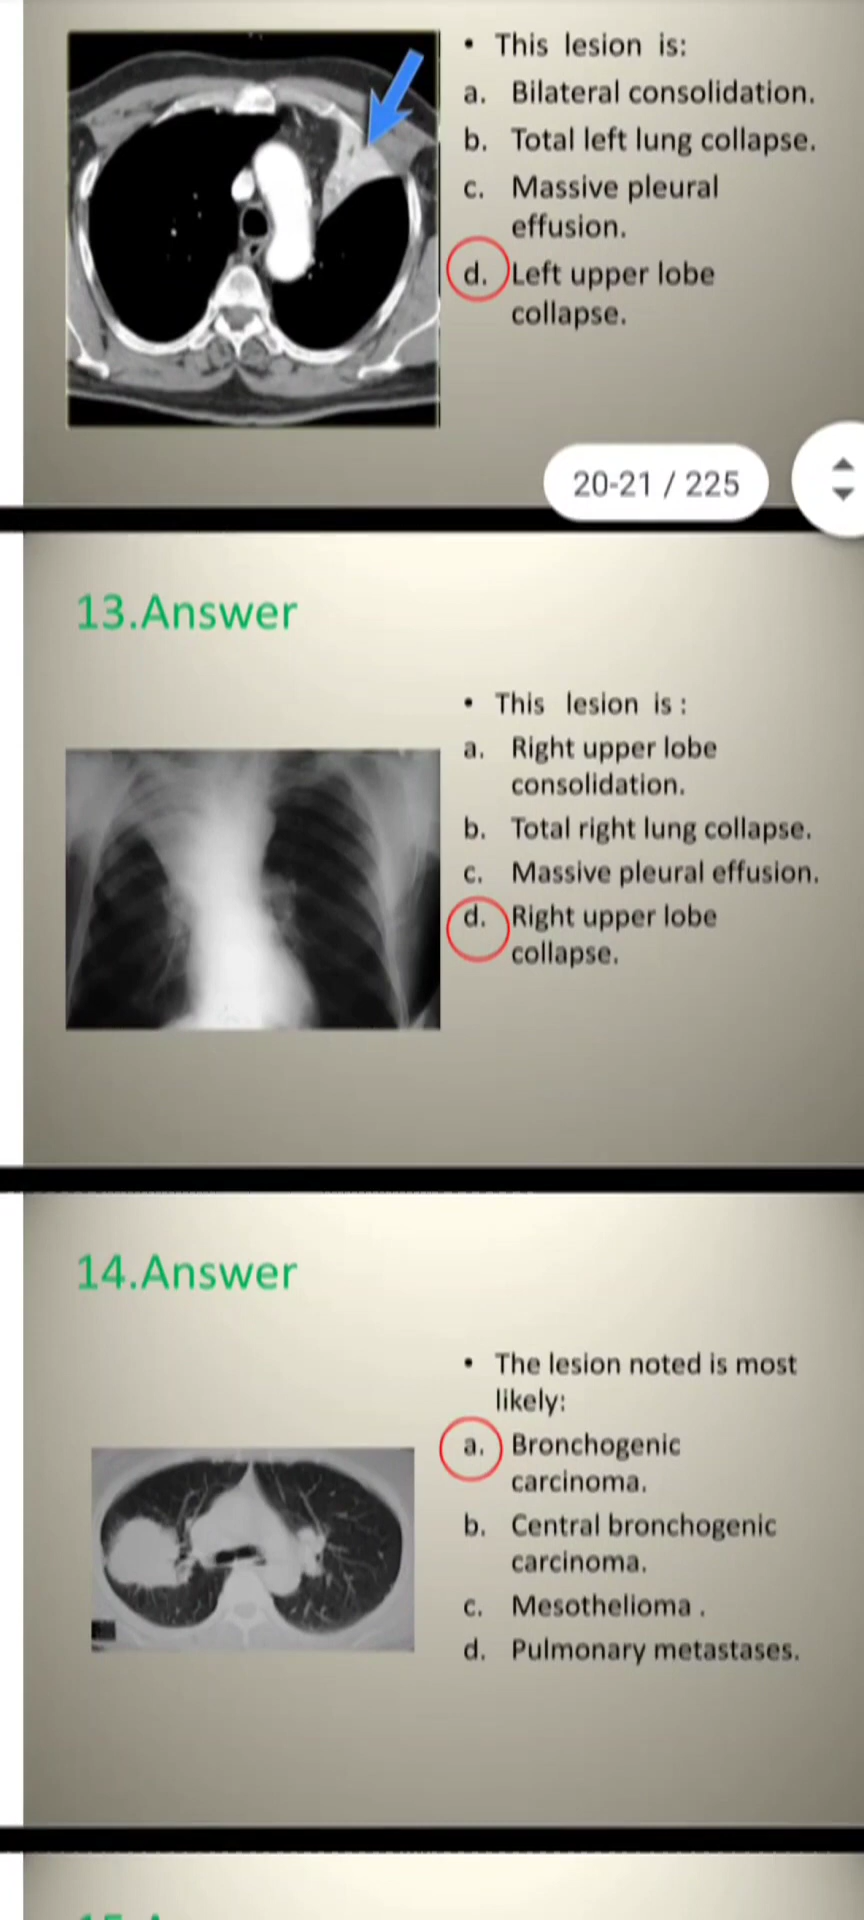 • This lesion is:
a. Bilateral consolidation.
b. Total left lung collapse.
c. Massive pleural
effusion.
d. Left upper lobe
collapse.
20-21 / 225
13.Answer
• This lesion is :
a. Right upper lobe
consolidation.
b. Total right lung collapse.
c. Massive pleural effusion.
d. Right upper lobe
collapse.
14.Answer
• The lesion noted is most
likely:
a. Bronchogenic
carcinoma.
b. Central bronchogenic
carcinoma.
c. Mesothelioma .
d. Pulmonary metastases.